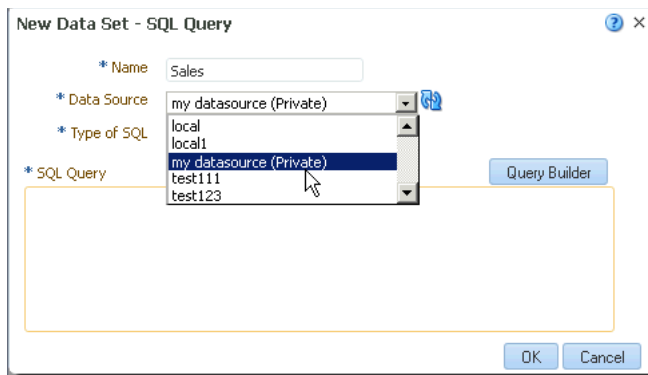 New Data Set - SQL Query ?
* Name Sales
* Data Source my datasource (Private)
* Type of SQL
local
local1
my datasource (Private)
test111
test123
* SQL Query
Query Builder
OK Cancel